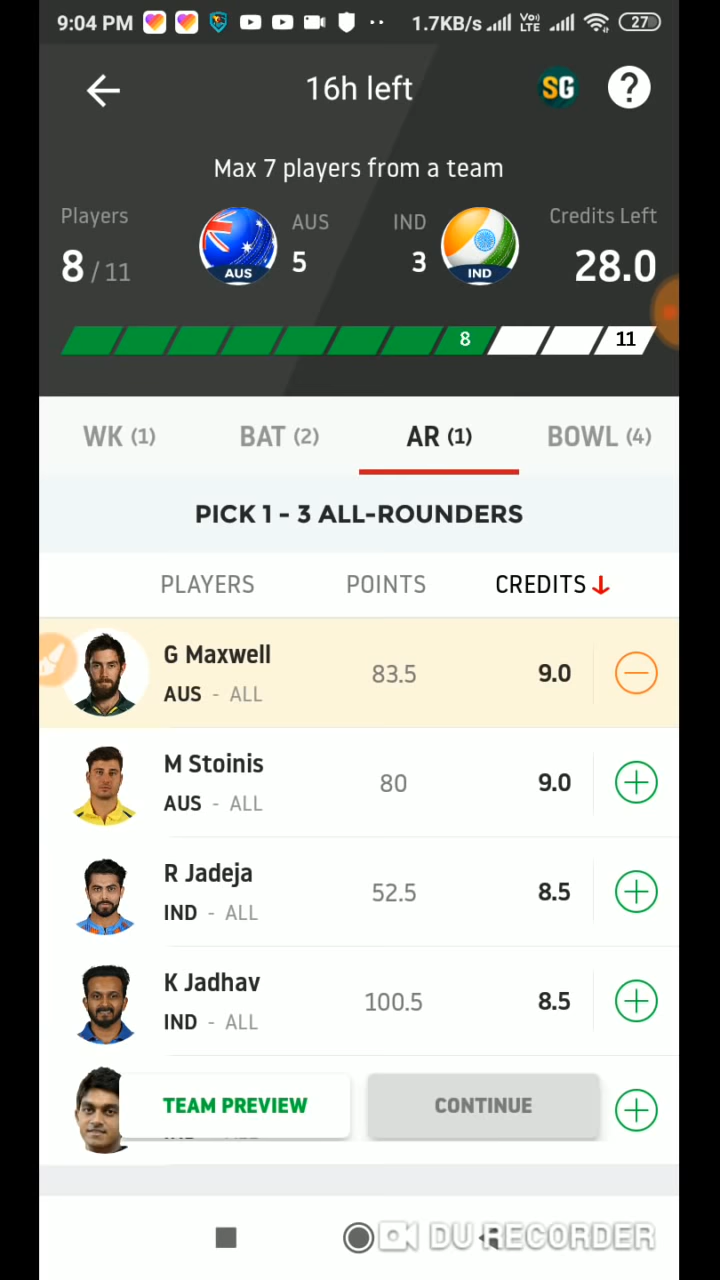 9:04 PM 1.7KB/s Vo) LTE 27
16h left SG ?
Max 7 players from a team
Players AUS IND Credits Left
8 / 11 AUS 5 3 IND 28.0
8 11
WK (1) BAT (2) AR (1) BOWL (4)
PICK 1 - 3 ALL-ROUNDERS
PLAYERS POINTS CREDITS
G Maxwell 83.5 9.0
AUS - ALL
M Stoinis 80 9.0
AUS - ALL
R Jadeja 52.5 8.5
IND - ALL
K Jadhav 100.5 8.5
IND - ALL
TEAM PREVIEW CONTINUE
DU RECORDER